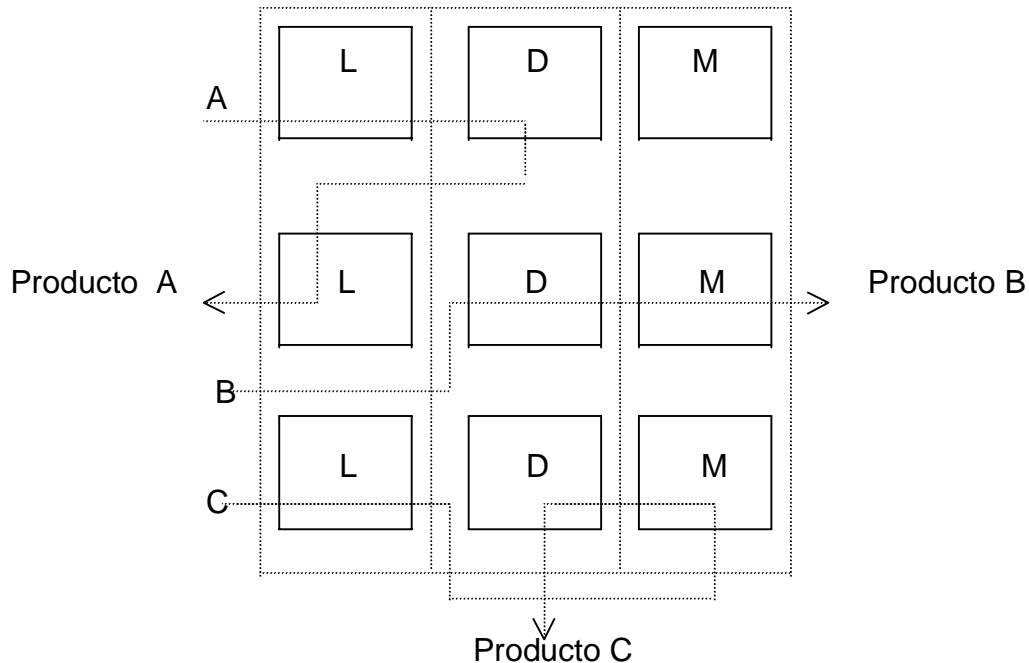 L D M
A
Producto A L D M Producto B
B
L D M
C
Producto C